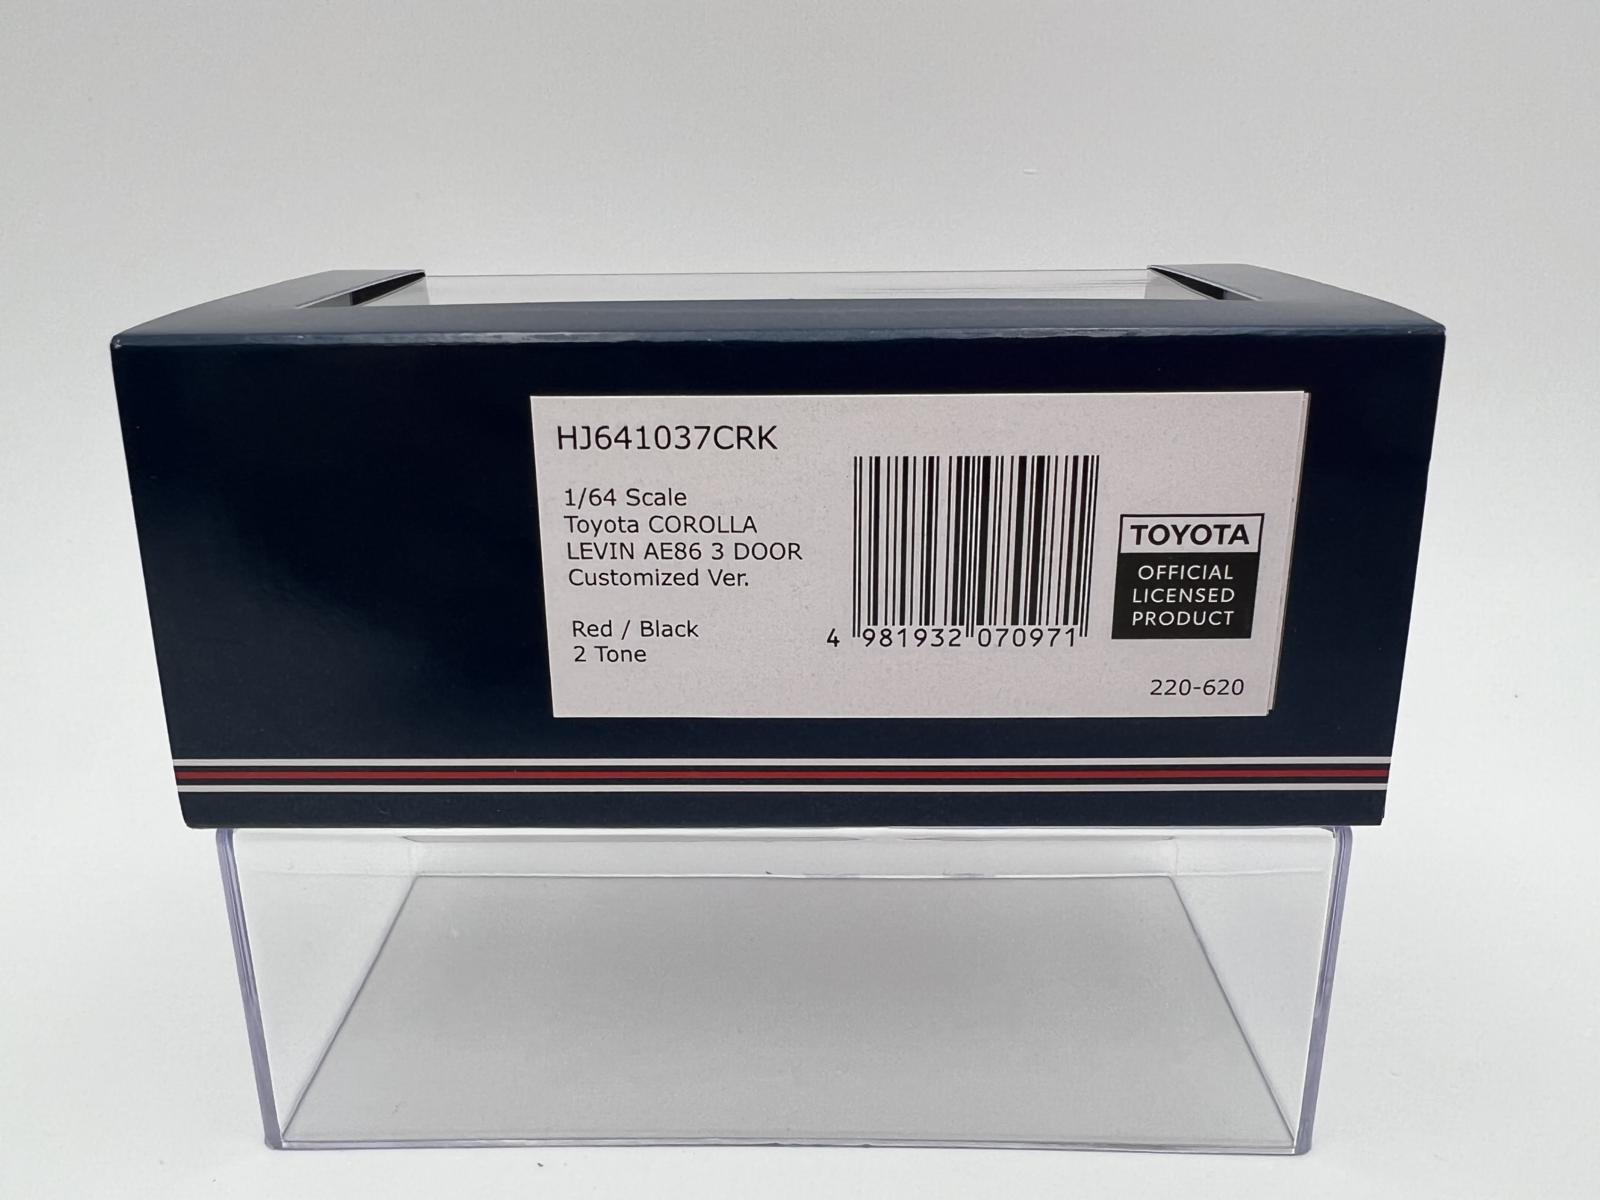 HJ641037CRK
1/64 Scale
Toyota COROLLA
LEVIN AE86 3 DOOR
Customized Ver.
Red / Black
2 Tone
4 981932 070971
TOYOTA
OFFICIAL
LICENSED
PRODUCT
220-620